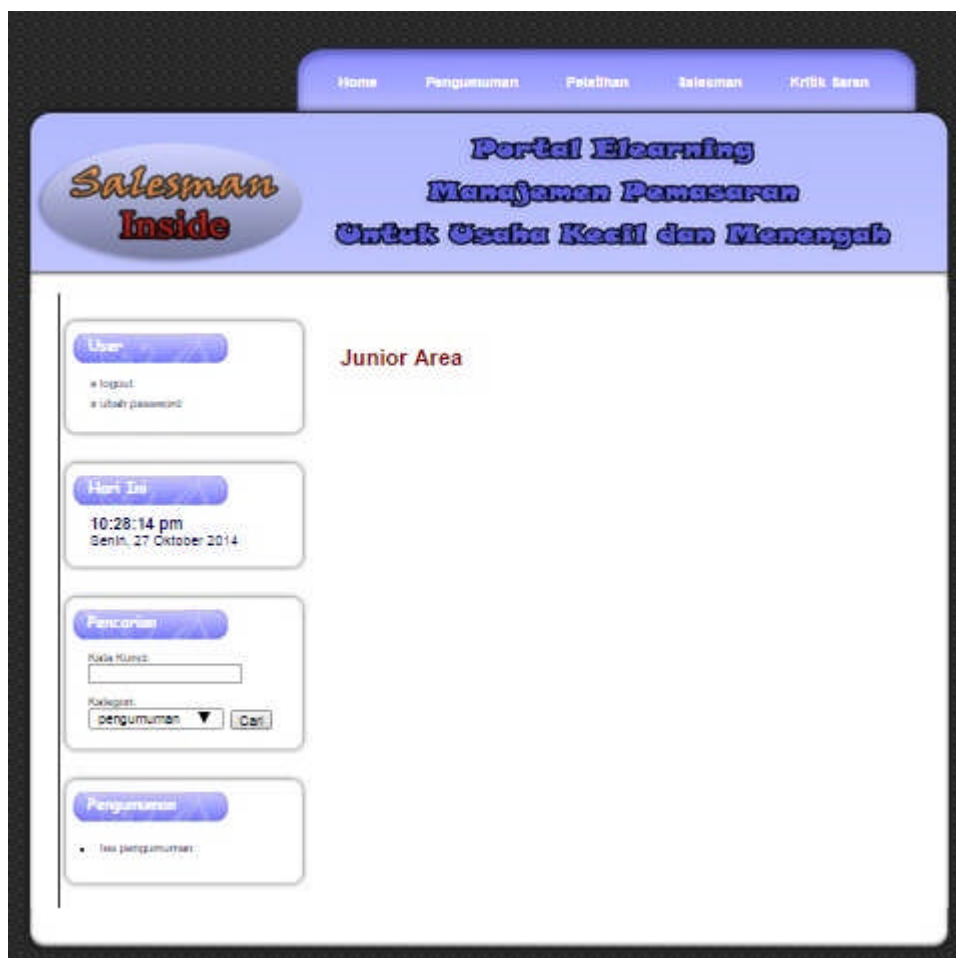 Home Pengumuman Pelatihan Salesman Kritik Saran
Salesman
Inside
Portal Elearning
Manajemen Pemasaran
Untuk Usaha Kecil dan Menengah
User
logout
ubah password
Junior Area
Hari Ini
10:28:14 pm
Senin, 27 Oktober 2014
Pencarian
Kata Kunci:
Kategori:
pengumuman ▼ Cari
Pengumuman
pengumuman